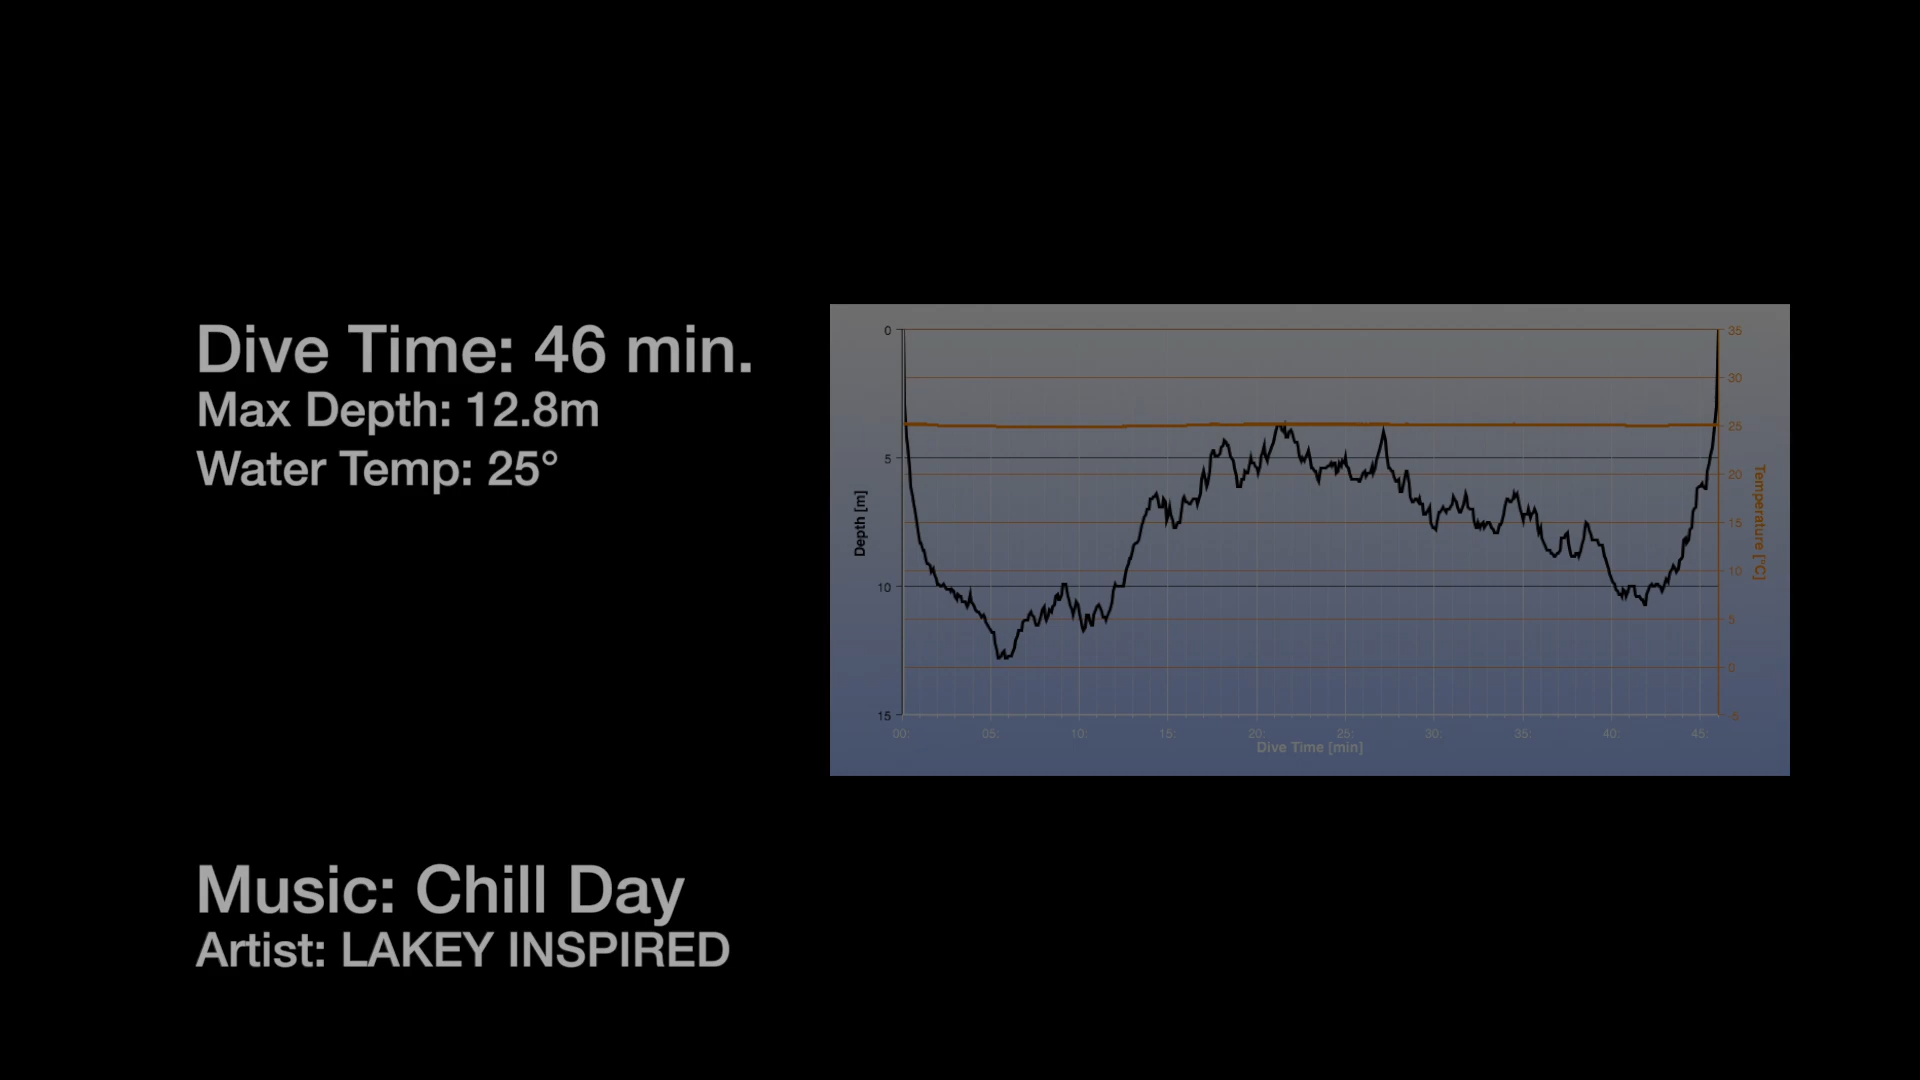 Dive Time: 46 min.
Max Depth: 12.8m
Water Temp: 25°
0
5
10
15
Depth [m]
35
30
25
20
15
10
5
0
-5
Temperature [°C]
00: 05: 10: 15: 20: 25: 30: 35: 40: 45:
Dive Time [min]
Music: Chill Day
Artist: LAKEY INSPIRED